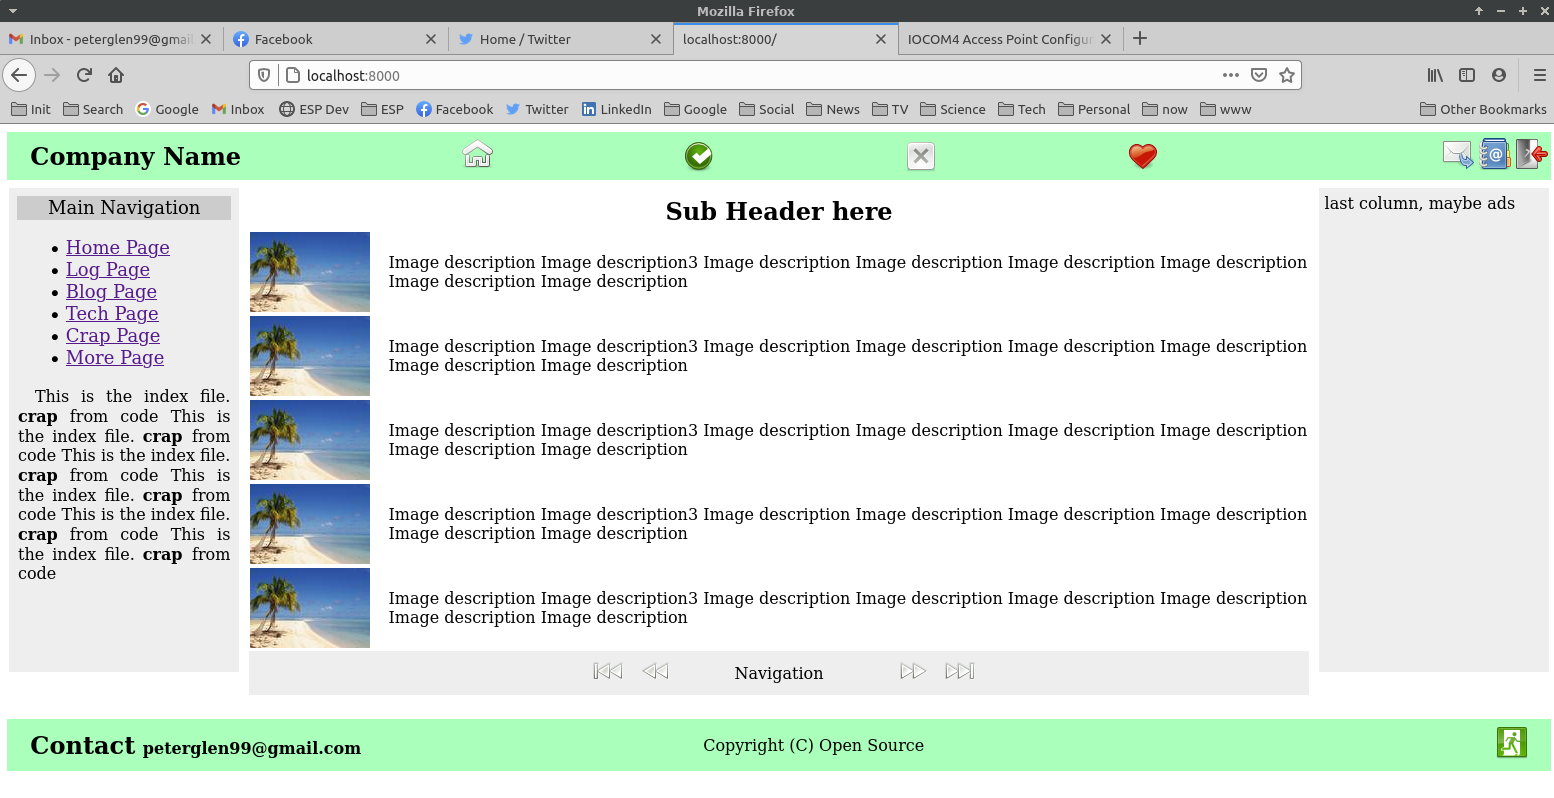 Mozilla Firefox
Inbox - peterglen99@gmai
Facebook
Home / Twitter
localhost:8000/
IOCOM4 Access Point Configur
localhost:8000
Init Search Google Inbox ESP Dev ESP Facebook Twitter LinkedIn Google Social News TV Science Tech Personal now www Other Bookmarks
Company Name
Main Navigation
Home Page
Log Page
Blog Page
Tech Page
Crap Page
More Page
This is the index file.
crap from code This is
the index file. crap from
code This is the index file.
crap from code This is
the index file. crap from
code This is the index file.
crap from code This is
the index file. crap from
code
Sub Header here
Image description Image description3 Image description Image description Image description Image description
Image description Image description
Image description Image description3 Image description Image description Image description Image description
Image description Image description
Image description Image description3 Image description Image description Image description Image description
Image description Image description
Image description Image description3 Image description Image description Image description Image description
Image description Image description
Image description Image description3 Image description Image description Image description Image description
Image description Image description
Navigation
last column, maybe ads
Contact peterglen99@gmail.com
Copyright (C) Open Source